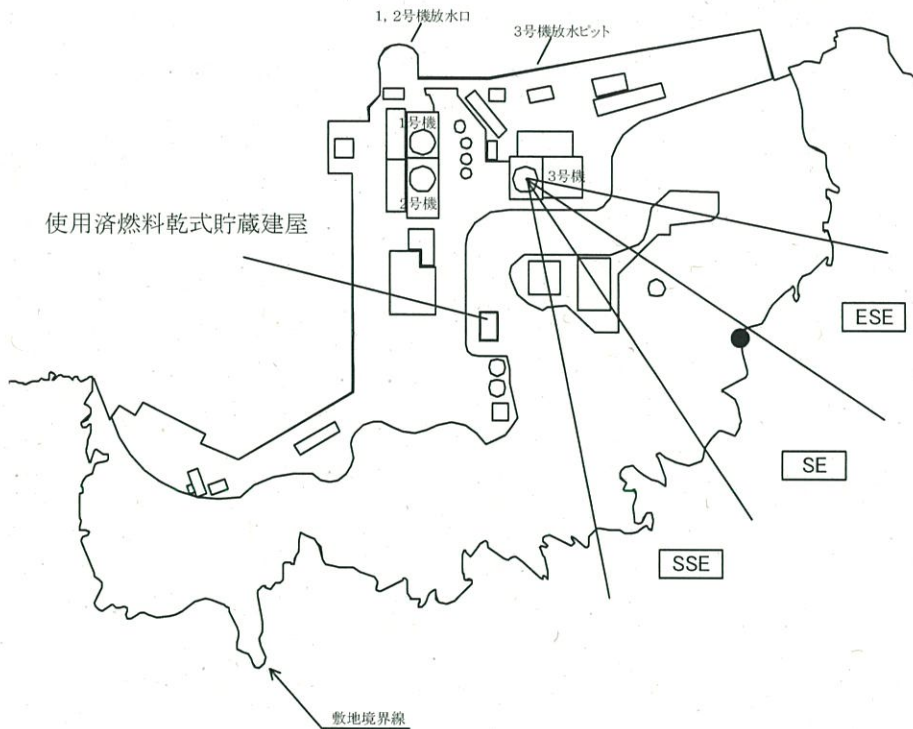 1, 2号機放水口
3号機放水ピット
1号機
2号機
3号機
使用済燃料乾式貯蔵建屋
ESE
SE
SSE
敷地境界線